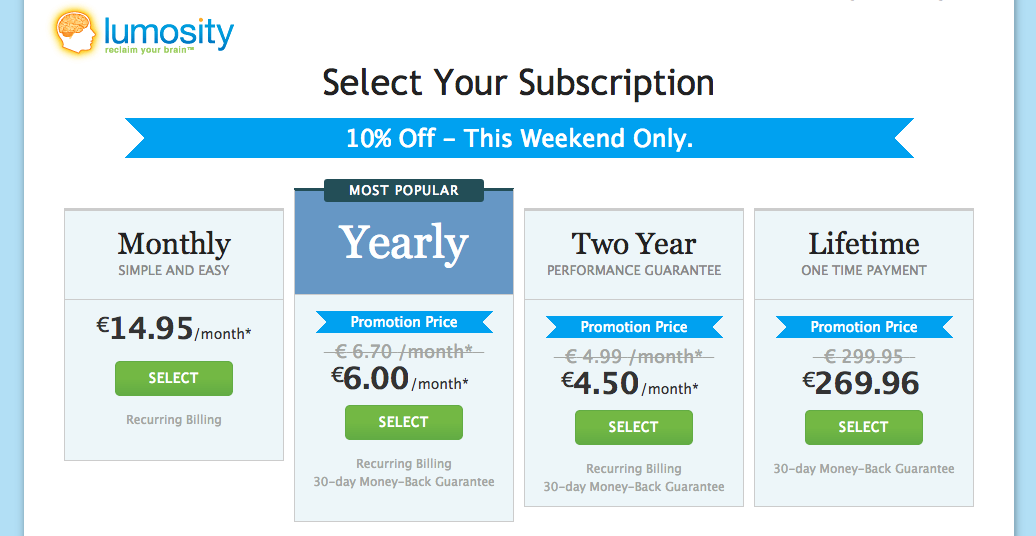 lumosity
reclaim your brain™
Select Your Subscription
10% Off – This Weekend Only.
Monthly
SIMPLE AND EASY
€14.95/month*
SELECT
Recurring Billing
MOST POPULAR
Yearly
Promotion Price
€ 6.70 /month*
€6.00/month*
SELECT
Recurring Billing
30-day Money-Back Guarantee
Two Year
PERFORMANCE GUARANTEE
Promotion Price
€ 4.99 /month*
€4.50/month*
SELECT
Recurring Billing
30-day Money-Back Guarantee
Lifetime
ONE TIME PAYMENT
Promotion Price
€ 299.95
€269.96
SELECT
30-day Money-Back Guarantee